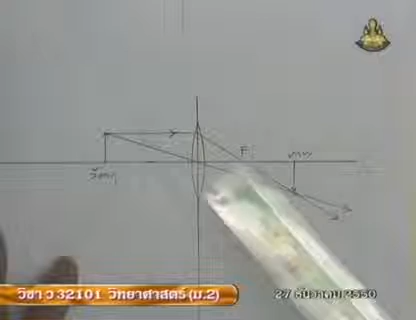 F
ภาพ
วัตถุ
วิชา ว 32101 วิทยาศาสตร์ (ม.2)
27 ธันวาคม 2550